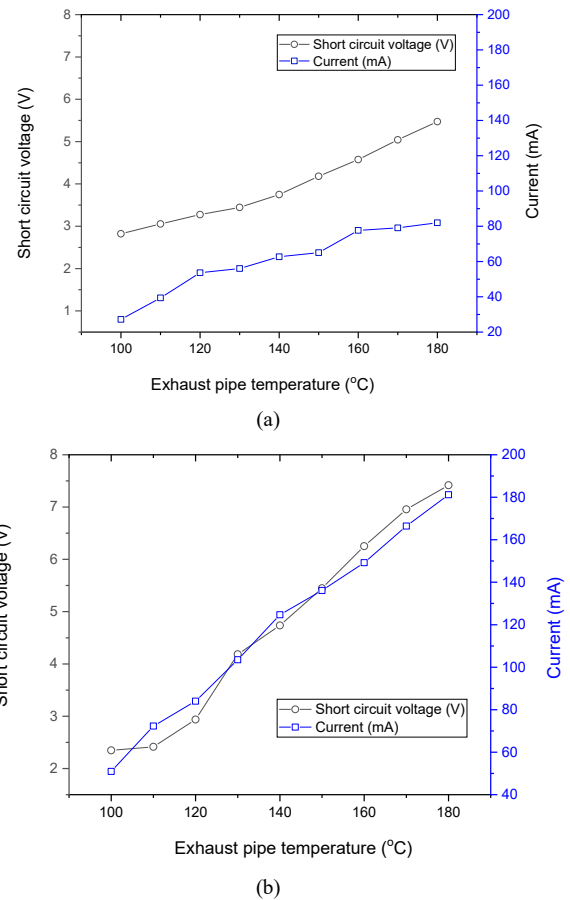 8
7
6
5
4
3
2
1
Short circuit voltage (V)
Short circuit voltage (V)
Current (mA)
200
180
160
140
120
100
80
60
40
20
Current (mA)
100 120 140 160 180
Exhaust pipe temperature (°C)
(a)
8
7
6
5
4
3
2
Short circuit voltage (V)
Short circuit voltage (V)
Current (mA)
200
180
160
140
120
100
80
60
40
Current (mA)
100 120 140 160 180
Exhaust pipe temperature (°C)
(b)